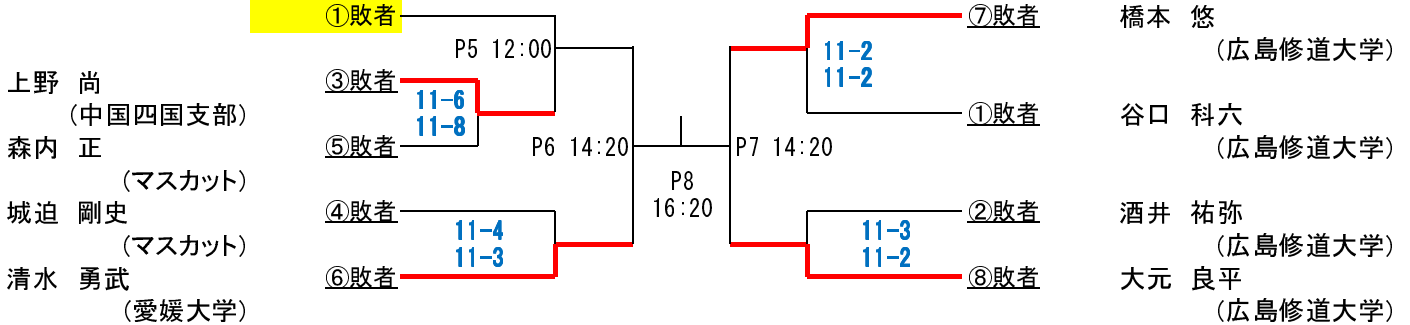 ①敗者
P5 12:00
上野 尚
(中国四国支部)
③敗者
11-6
11-8
森内 正
(マスカット)
⑤敗者
P6 14:20
城迫 剛史
(マスカット)
④敗者
11-4
11-3
清水 勇武
(愛媛大学)
⑥敗者
P8
16:20
P7 14:20
11-2
11-2
⑦敗者
橋本 悠
(広島修道大学)
①敗者
谷口 科六
(広島修道大学)
11-3
11-2
②敗者
酒井 祐弥
(広島修道大学)
⑧敗者
大元 良平
(広島修道大学)